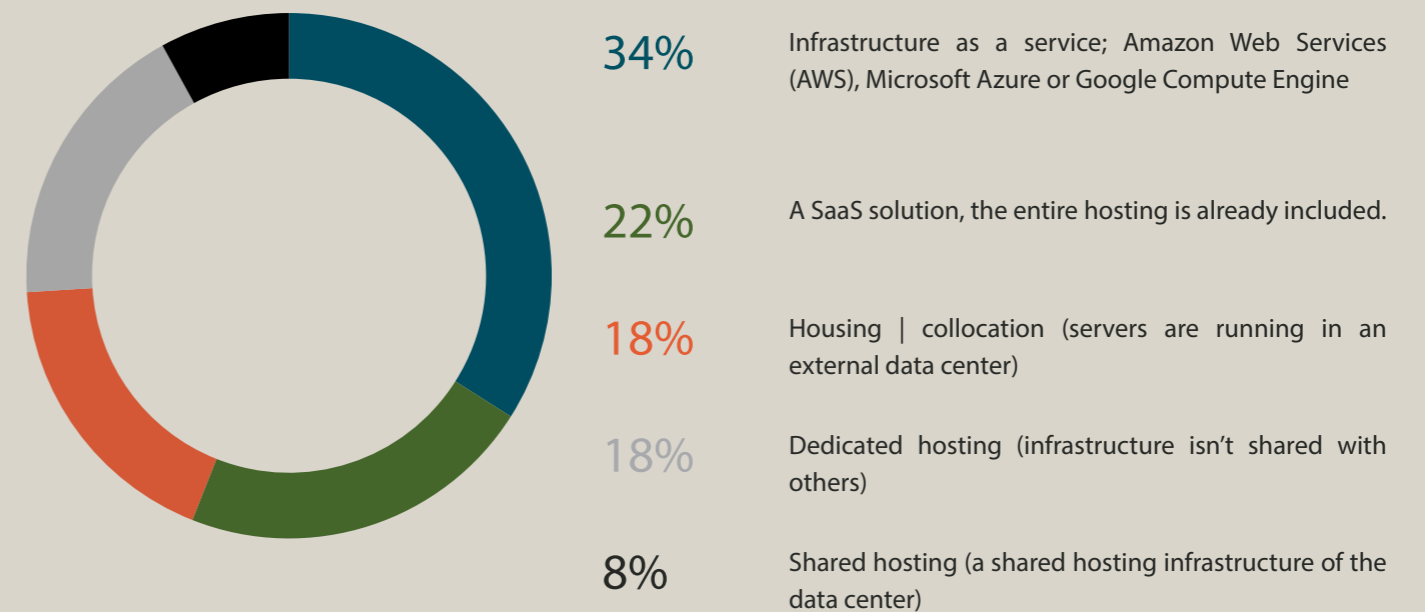 34%
Infrastructure as a service; Amazon Web Services
(AWS), Microsoft Azure or Google Compute Engine
22%
A SaaS solution, the entire hosting is already included.
18%
Housing | collocation (servers are running in an
external data center)
18%
Dedicated hosting (infrastructure isn’t shared with
others)
8%
Shared hosting (a shared hosting infrastructure of the
data center)